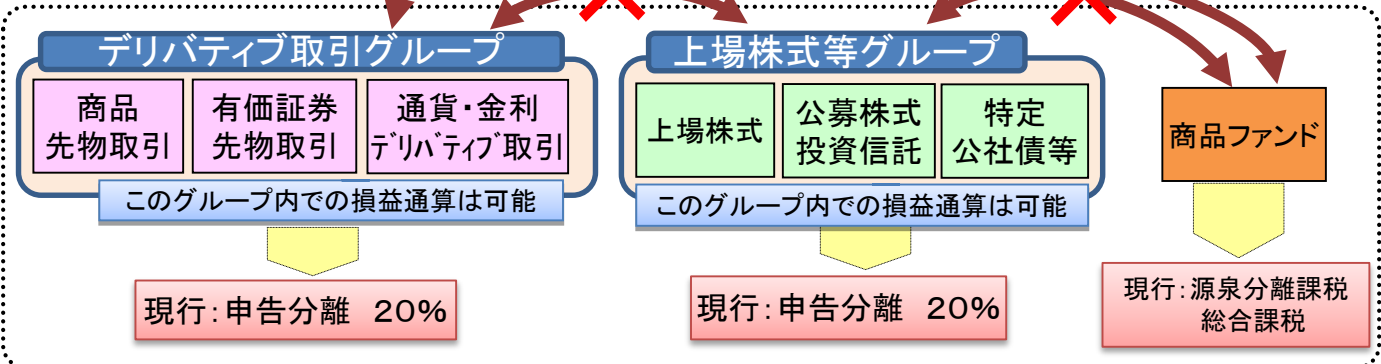 デリバティブ取引グループ
商品
先物取引
有価証券
先物取引
通貨・金利
デリバティブ取引
このグループ内での損益通算は可能
現行：申告分離　20%
上場株式等グループ
上場株式
公募株式
投資信託
特定
公社債等
このグループ内での損益通算は可能
現行：申告分離　20%
商品ファンド
現行：源泉分離課税
総合課税